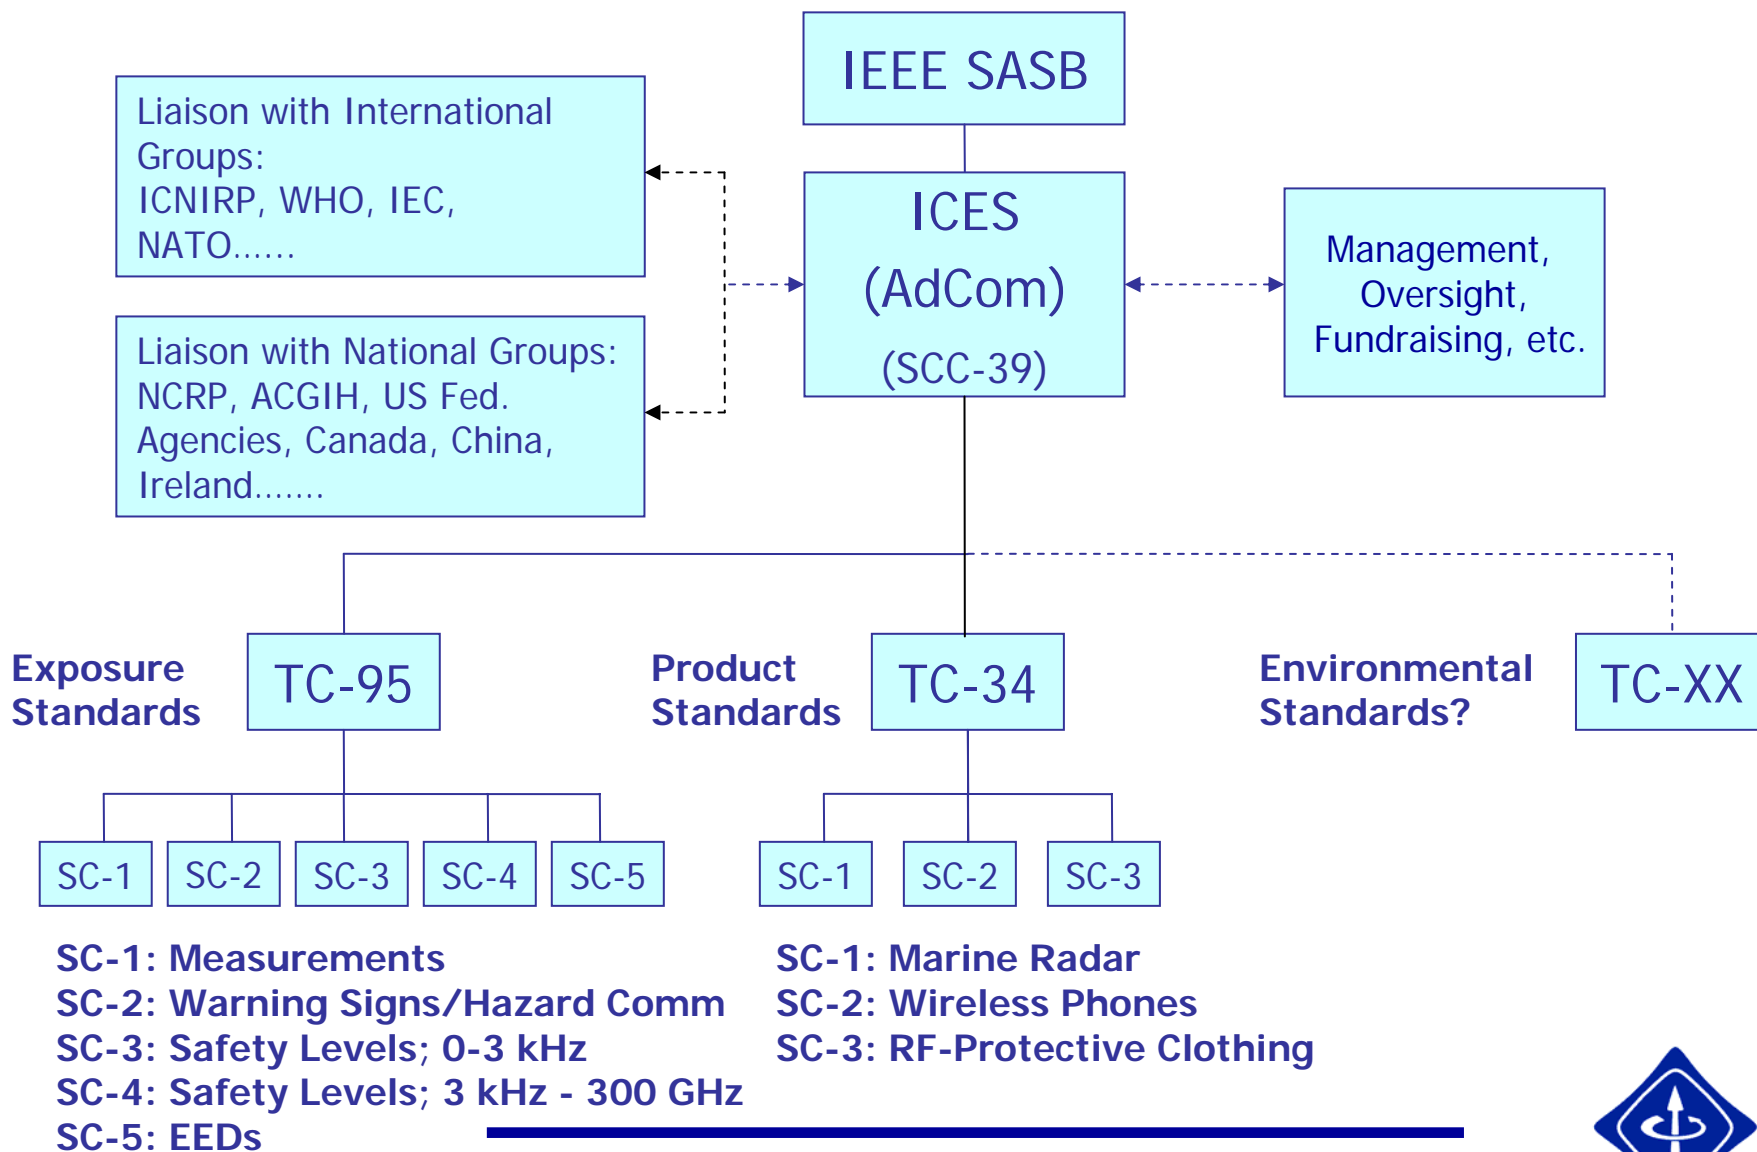 IEEE SASB
Liaison with International
Groups:
ICNIRP, WHO, IEC,
NATO......
ICES
(AdCom)
(SCC-39)
Management,
Oversight,
Fundraising, etc.
Liaison with National Groups:
NCRP, ACGIH, US Fed.
Agencies, Canada, China,
Ireland.......
Exposure
Standards
TC-95
Product
Standards
TC-34
Environmental
Standards?
TC-XX
SC-1
SC-2
SC-3
SC-4
SC-5
SC-1
SC-2
SC-3
SC-1: Measurements
SC-2: Warning Signs/Hazard Comm
SC-3: Safety Levels; 0-3 kHz
SC-4: Safety Levels; 3 kHz - 300 GHz
SC-5: EEDs
SC-1: Marine Radar
SC-2: Wireless Phones
SC-3: RF-Protective Clothing